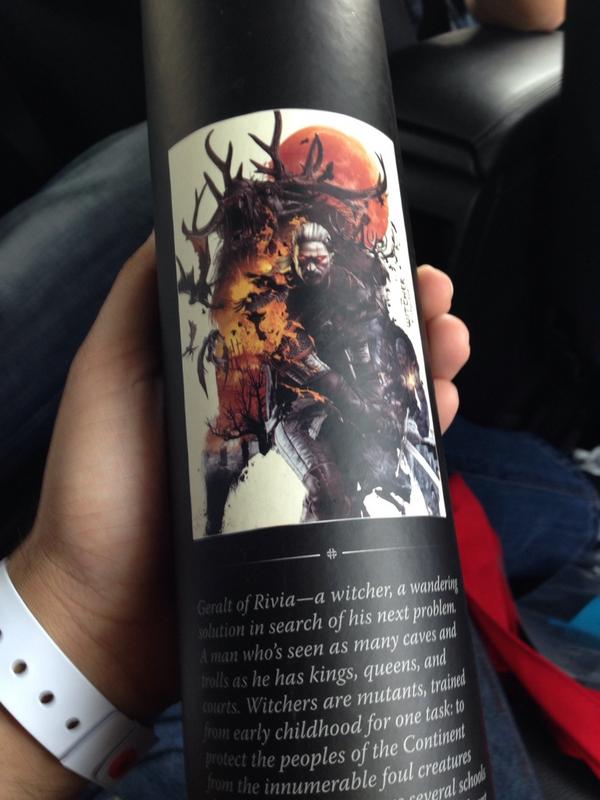 WITCHER
Geralt of Rivia—a witcher, a wandering
solution in search of his next problem.
A man who's seen as many caves and
trolls as he has kings, queens, and
courts. Witchers are mutants, trained
from early childhood for one task: to
protect the peoples of the Continent
from the innumerable foul creatures
several schools